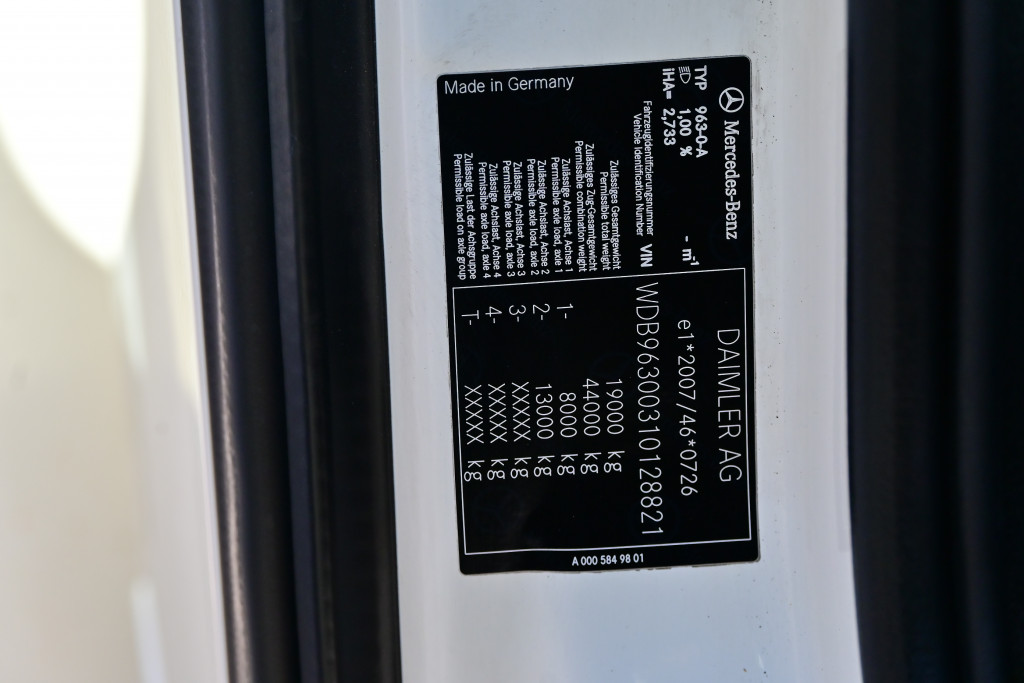 Mercedes-Benz
DAIMLER AG
TYP 963-0-A - m⁻¹ e1*2007/46*0726
1,00 %
iHA= 2,733
Fahrzeugidentifizierungsnummer
Vehicle Identification Number VIN WDB96300310128821
Zulässiges Gesamtgewicht
Permissible total weight 19000 kg
Zulässiges Zug-Gesamtgewicht
Permissible combination weight 44000 kg
Zulässige Achslast, Achse 1
Permissible axle load, axle 1 1- 8000 kg
Zulässige Achslast, Achse 2
Permissible axle load, axle 2 2- 13000 kg
Zulässige Achslast, Achse 3
Permissible axle load, axle 3 3- XXXXX kg
Zulässige Achslast, Achse 4
Permissible axle load, axle 4 4- XXXXX kg
Zulässige Last der Achsgruppe
Permissible load on axle group T- XXXXX kg
Made in Germany
A 000 584 98 01